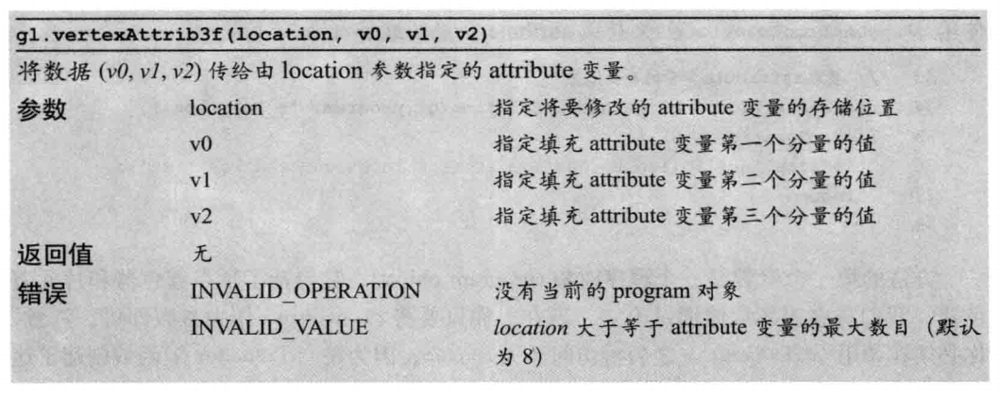 gl.vertexAttrib3f(location, v0, v1, v2)
将数据 (v0, v1, v2) 传给由 location 参数指定的 attribute 变量。
参数 location 指定将要修改的 attribute 变量的存储位置
v0 指定填充 attribute 变量第一个分量的值
v1 指定填充 attribute 变量第二个分量的值
v2 指定填充 attribute 变量第三个分量的值
返回值 无
错误 INVALID_OPERATION 没有当前的 program 对象
INVALID_VALUE location 大于等于 attribute 变量的最大数目（默认
为 8）